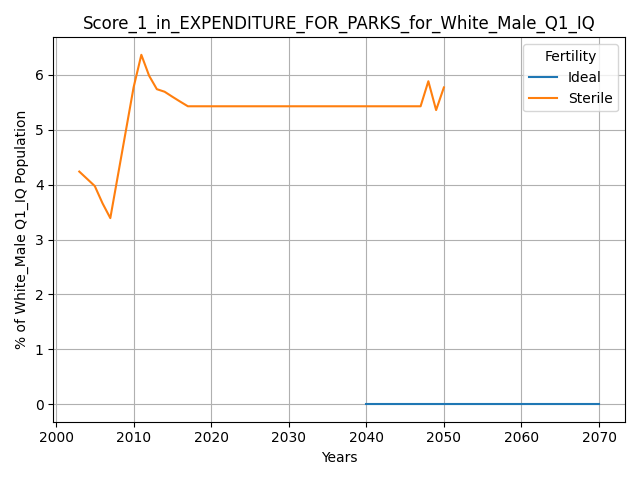 Score_1_in_EXPENDITURE_FOR_PARKS_for_White_Male_Q1_IQ
% of White_Male Q1_IQ Population
6
5
4
3
2
1
0
Fertility
Ideal
Sterile
2000 2010 2020 2030 2040 2050 2060 2070
Years